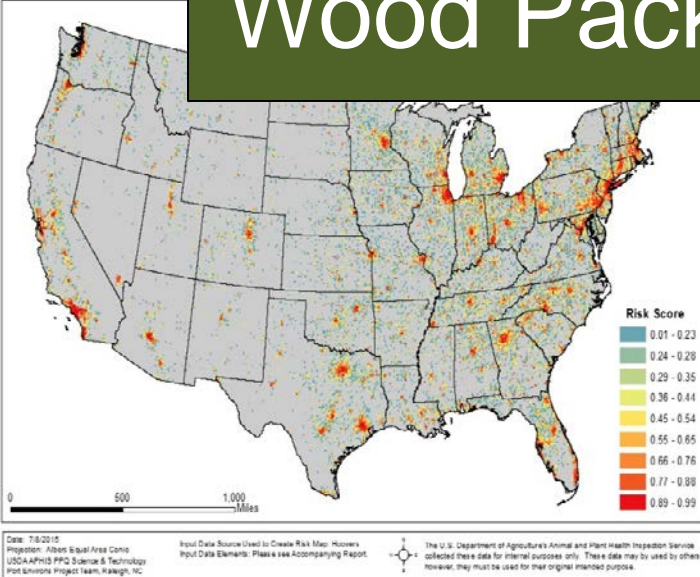 Wood Pack
Risk Score
0.01 - 0.23
0.24 - 0.28
0.29 - 0.35
0.36 - 0.44
0.45 - 0.54
0.55 - 0.65
0.66 - 0.76
0.77 - 0.88
0.89 - 0.99
0 500 1,000
Miles
Date: 7/8/2015
Projection: Albers Equal Area Conic
USDA APHIS PPQ Science & Technology
Port Environs Project Team, Raleigh, NC
Input Data Source Used to Create Risk Map: Hoovers
Input Data Elements: Please see Accompanying Report.
The U.S. Department of Agriculture's Animal and Plant Health Inspection Service
collected these data for internal purposes only. These data may by used by others
however, they must be used for their original intended purpose.